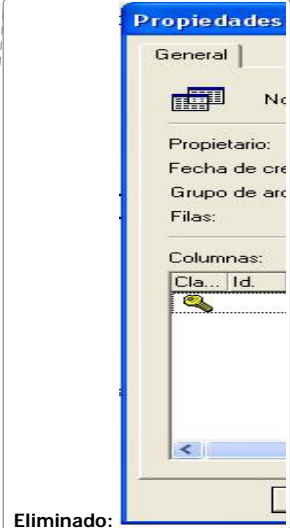 Propiedades
General
No
Propietario:
Fecha de cre
Grupo de arc
Filas:
Columnas:
Cla... Id.
Eliminado: